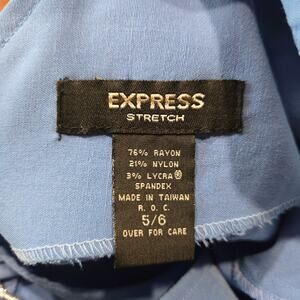 EXPRESS
STRETCH
76% RAYON
21% NYLON
3% LYCRA®
SPANDEX
MADE IN TAIWAN
R. O. C.
5/6
OVER FOR CARE